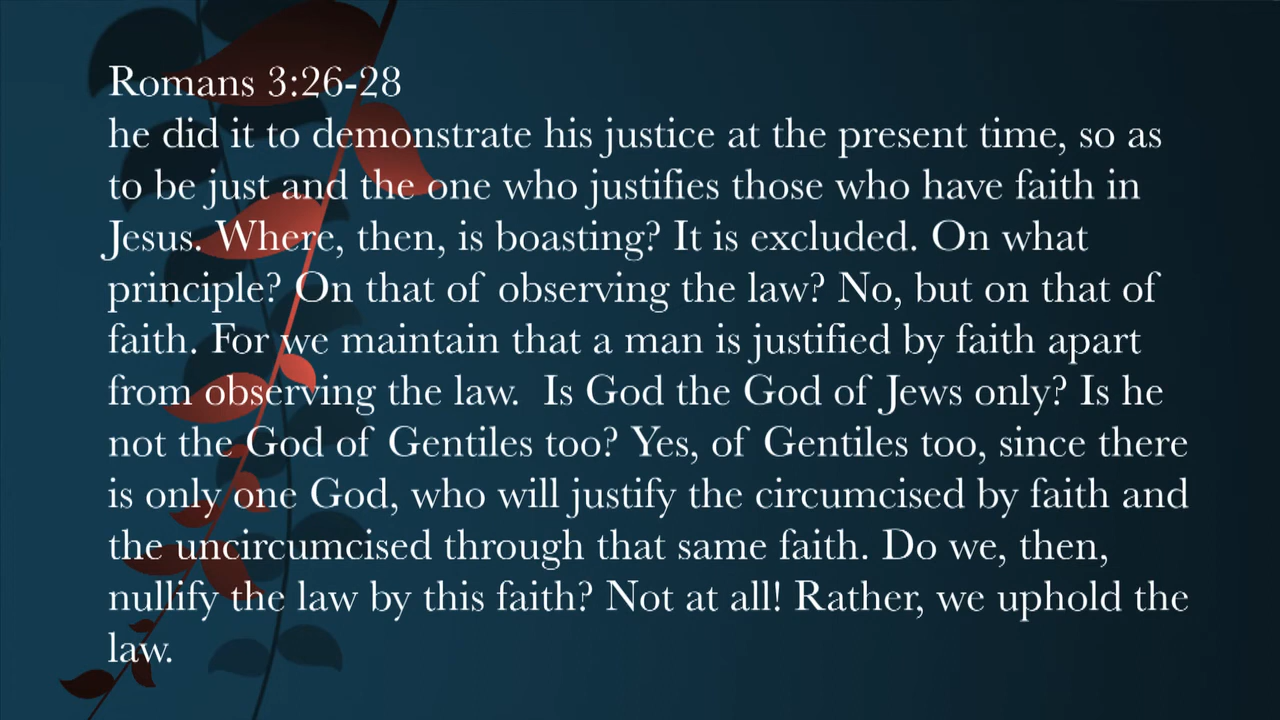 Romans 3:26-28
he did it to demonstrate his justice at the present time, so as
to be just and the one who justifies those who have faith in
Jesus. Where, then, is boasting? It is excluded. On what
principle? On that of observing the law? No, but on that of
faith. For we maintain that a man is justified by faith apart
from observing the law.  Is God the God of Jews only? Is he
not the God of Gentiles too? Yes, of Gentiles too, since there
is only one God, who will justify the circumcised by faith and
the uncircumcised through that same faith. Do we, then,
nullify the law by this faith? Not at all! Rather, we uphold the
law.